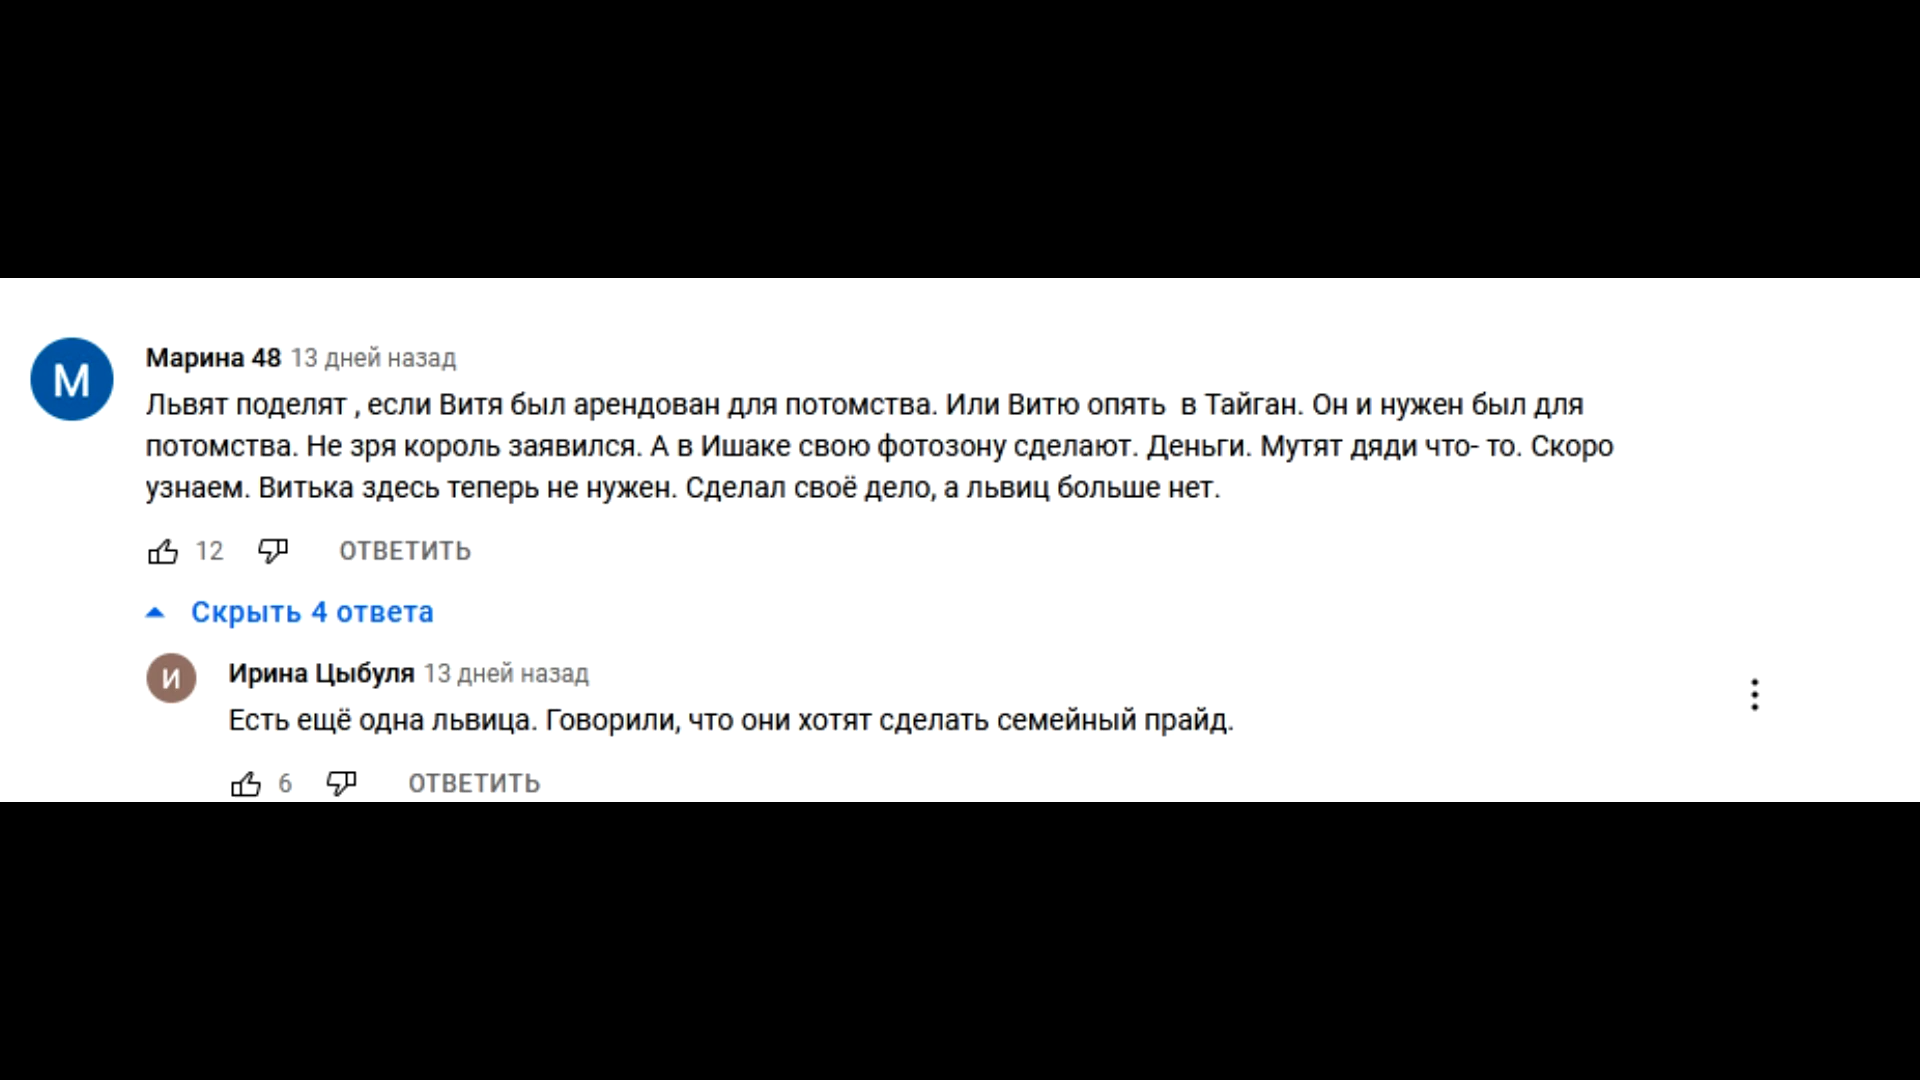 М
Марина 48 13 дней назад
Львят поделят , если Витя был арендован для потомства. Или Витю опять  в Тайган. Он и нужен был для
потомства. Не зря король заявился. А в Ишаке свою фотозону сделают. Деньги. Мутят дяди что- то. Скоро
узнаем. Витька здесь теперь не нужен. Сделал своё дело, а львиц больше нет.
12 ОТВЕТИТЬ
Скрыть 4 ответа
И
Ирина Цыбуля 13 дней назад
Есть ещё одна львица. Говорили, что они хотят сделать семейный прайд.
6 ОТВЕТИТЬ